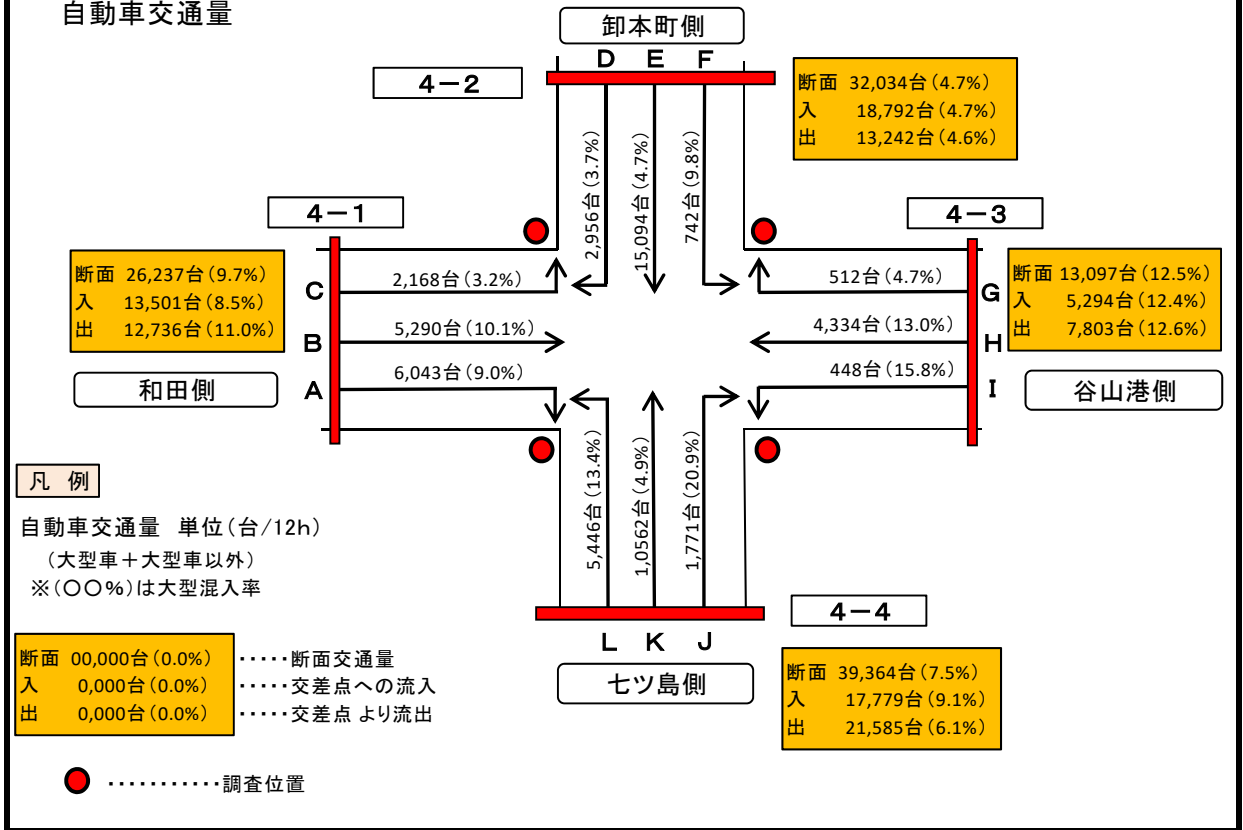 自動車交通量
卸本町側
D E F
4－2
断面 32,034台(4.7%)
入 18,792台(4.7%)
出 13,242台(4.6%)
2,956台(3.7%)
15,094台(4.7%)
742台(9.8%)
4－1
4－3
断面 26,237台(9.7%)
入 13,501台(8.5%)
出 12,736台(11.0%)
C
2,168台(3.2%)
B
5,290台(10.1%)
A
6,043台(9.0%)
和田側
512台(4.7%)
G
4,334台(13.0%)
H
448台(15.8%)
I
断面 13,097台(12.5%)
入 5,294台(12.4%)
出 7,803台(12.6%)
谷山港側
5,446台(13.4%)
1,0562台(4.9%)
1,771台(20.9%)
L K J
七ツ島側
4－4
断面 39,364台(7.5%)
入 17,779台(9.1%)
出 21,585台(6.1%)
凡 例
自動車交通量 単位(台/12h)
(大型車＋大型車以外)
※(〇〇%)は大型混入率
断面 00,000台(0.0%) ・・・・・断面交通量
入 0,000台(0.0%) ・・・・・交差点への流入
出 0,000台(0.0%) ・・・・・交差点 より流出
・・・・・・・・・・・調査位置